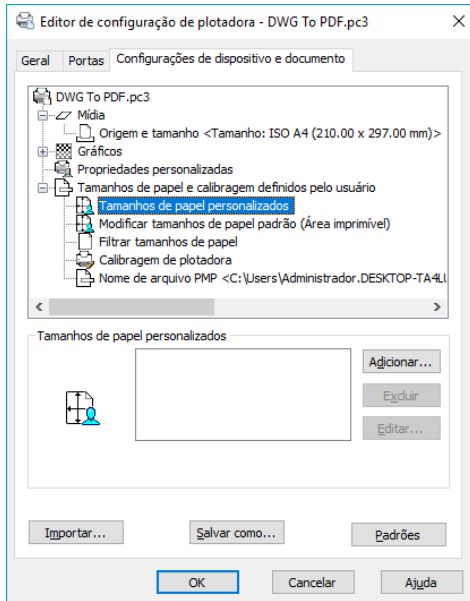 Editor de configuração de plotadora - DWG To PDF.pc3
Geral Portas Configurações de dispositivo e documento
DWG To PDF.pc3
Mídia
Origem e tamanho <Tamanho: ISO A4 (210.00 x 297.00 mm)>
Gráficos
Propriedades personalizadas
Tamanhos de papel e calibragem definidos pelo usuário
Tamanhos de papel personalizados
Modificar tamanhos de papel padrão (Área imprimível)
Filtrar tamanhos de papel
Calibragem de plotadora
Nome de arquivo PMP <C:\Users\Administrador.DESKTOP-TA4LU
Tamanhos de papel personalizados
Adicionar...
Excluir
Editar...
Importar... Salvar como... Padrões
OK Cancelar Ajuda